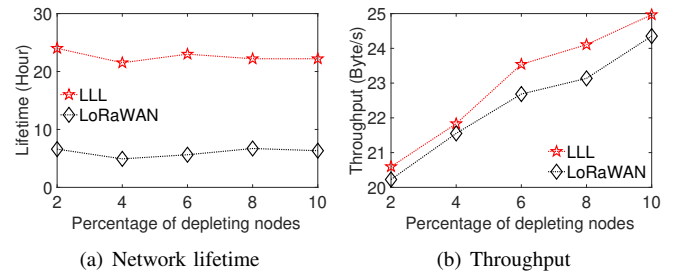 30
20
10
0
Lifetime (Hour)
LLL
LoRaWAN
2 4 6 8 10
Percentage of depleting nodes
(a) Network lifetime
25
24
23
22
21
20
Throughput (Byte/s)
LLL
LoRaWAN
2 4 6 8 10
Percentage of depleting nodes
(b) Throughput